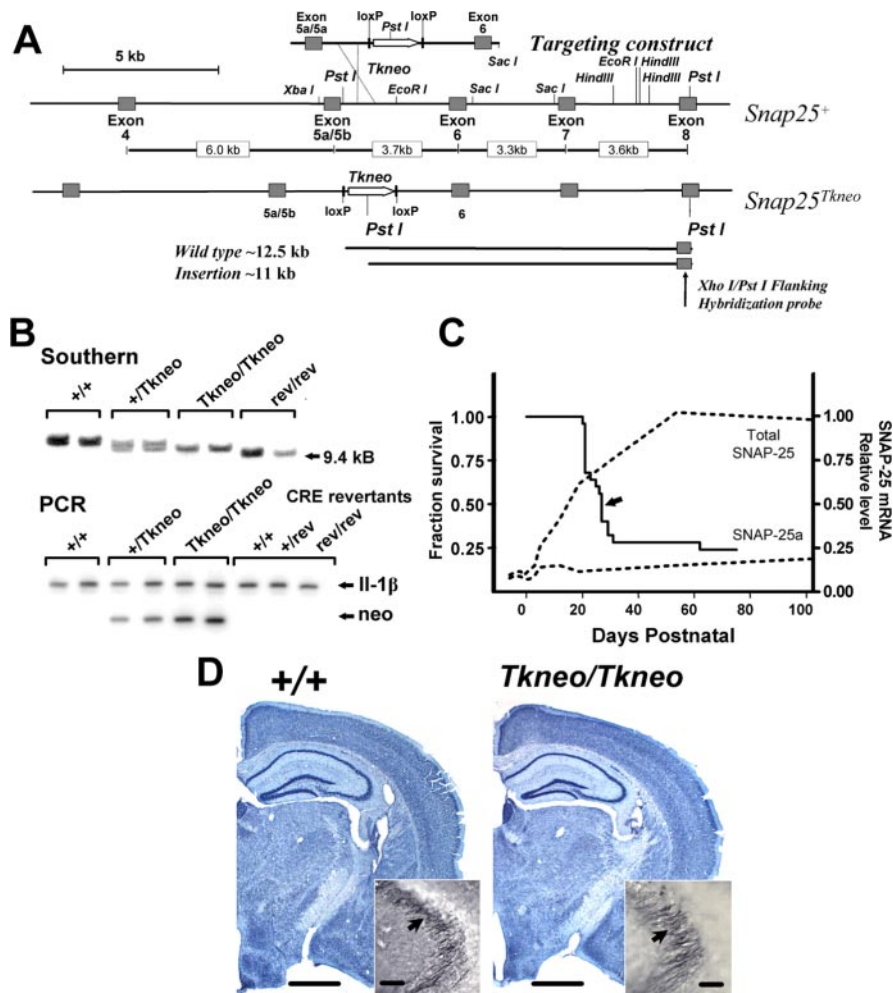 A
Exon
5a/5a
loxP
Pst I
loxP
Exon
6
Sac I
Targeting construct
5 kb
Tkneo
Xba I
Pst I
EcoR I
Sac I
Sac I
HindIII
EcoR I
HindIII
HindIII
Pst I
Snap25+
Exon
4
Exon
5a/5b
Exon
6
Exon
7
Exon
8
6.0 kb
3.7kb
3.3kb
3.6kb
Tkneo
Snap25Tkneo
5a/5b
loxP
loxP
6
Pst I
Pst I
Wild type ~12.5 kb
Insertion ~11 kb
Xho I/Pst I Flanking
Hybridization probe
B
Southern
+/+
+/Tkneo
Tkneo/Tkneo
rev/rev
9.4 kB
PCR
CRE revertants
+/+
+/Tkneo
Tkneo/Tkneo
+/+
+/rev
rev/rev
Il-1β
neo
C
Fraction survival
1.00
0.75
0.50
0.25
Total
SNAP-25
SNAP-25a
1.00
0.75
0.50
0.25
0.00
SNAP-25 mRNA
Relative level
0
20
40
60
80
100
Days Postnatal
D
+/+
Tkneo/Tkneo